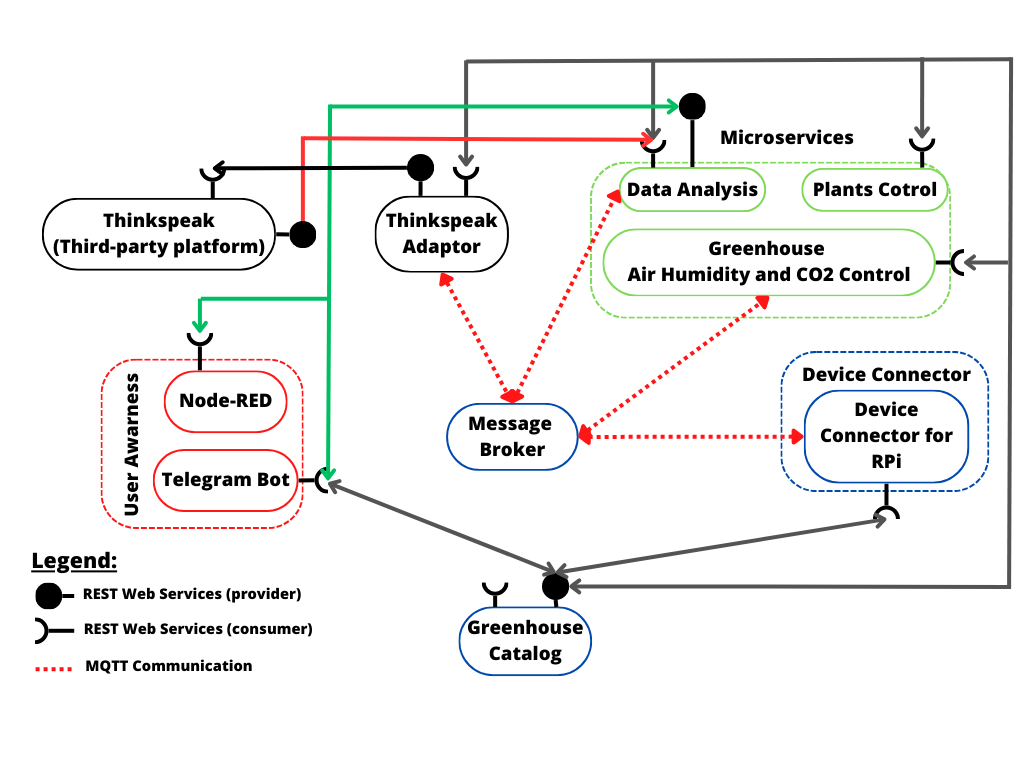 Microservices
Data Analysis
Plants Cotrol
Thinkspeak
(Third-party platform)
Thinkspeak
Adaptor
Greenhouse
Air Humidity and CO2 Control
User Awarness
Node-RED
Telegram Bot
Message
Broker
Device Connector
Device
Connector for
RPi
Legend:
REST Web Services (provider)
REST Web Services (consumer)
MQTT Communication
Greenhouse
Catalog